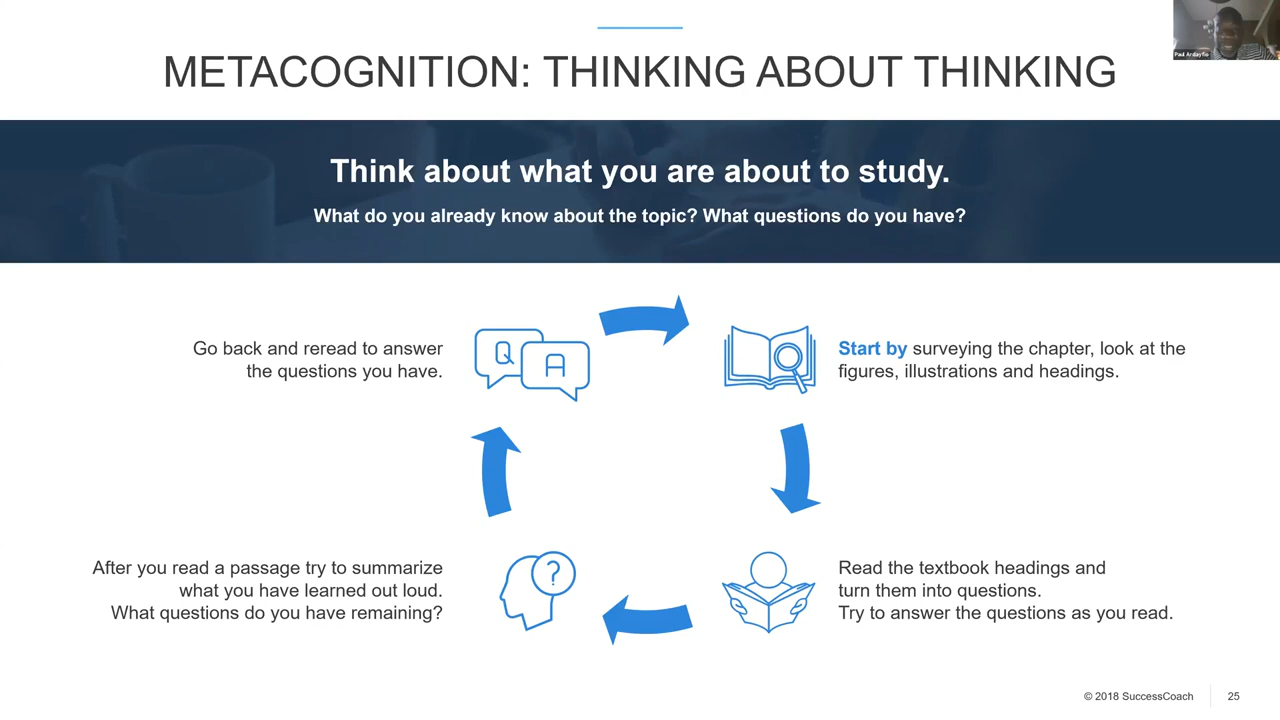 METACOGNITION: THINKING ABOUT THINKING
Paul Ardayfio
Think about what you are about to study.
What do you already know about the topic? What questions do you have?
Go back and reread to answer
the questions you have.
Q
A
Start by surveying the chapter, look at the
figures, illustrations and headings.
After you read a passage try to summarize
what you have learned out loud.
What questions do you have remaining?
?
Read the textbook headings and
turn them into questions.
Try to answer the questions as you read.
© 2018 SuccessCoach
25